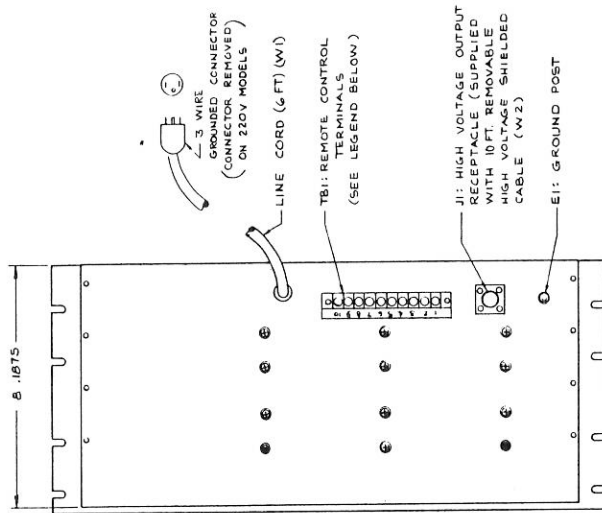 3 WIRE
GROUNDED CONNECTOR
(CONNECTOR REMOVED)
ON 220V MODELS
LINE CORD (6 FT) (W1)
TB1: REMOTE CONTROL
TERMINALS
(SEE LEGEND BELOW)
J1: HIGH VOLTAGE OUTPUT
RECEPTACLE (SUPPLIED
WITH 10 FT. REMOVABLE
HIGH VOLTAGE SHIELDED
CABLE (W2)
E1: GROUND POST
8.1875
10 9 8 7 6 5 4 3 2 1